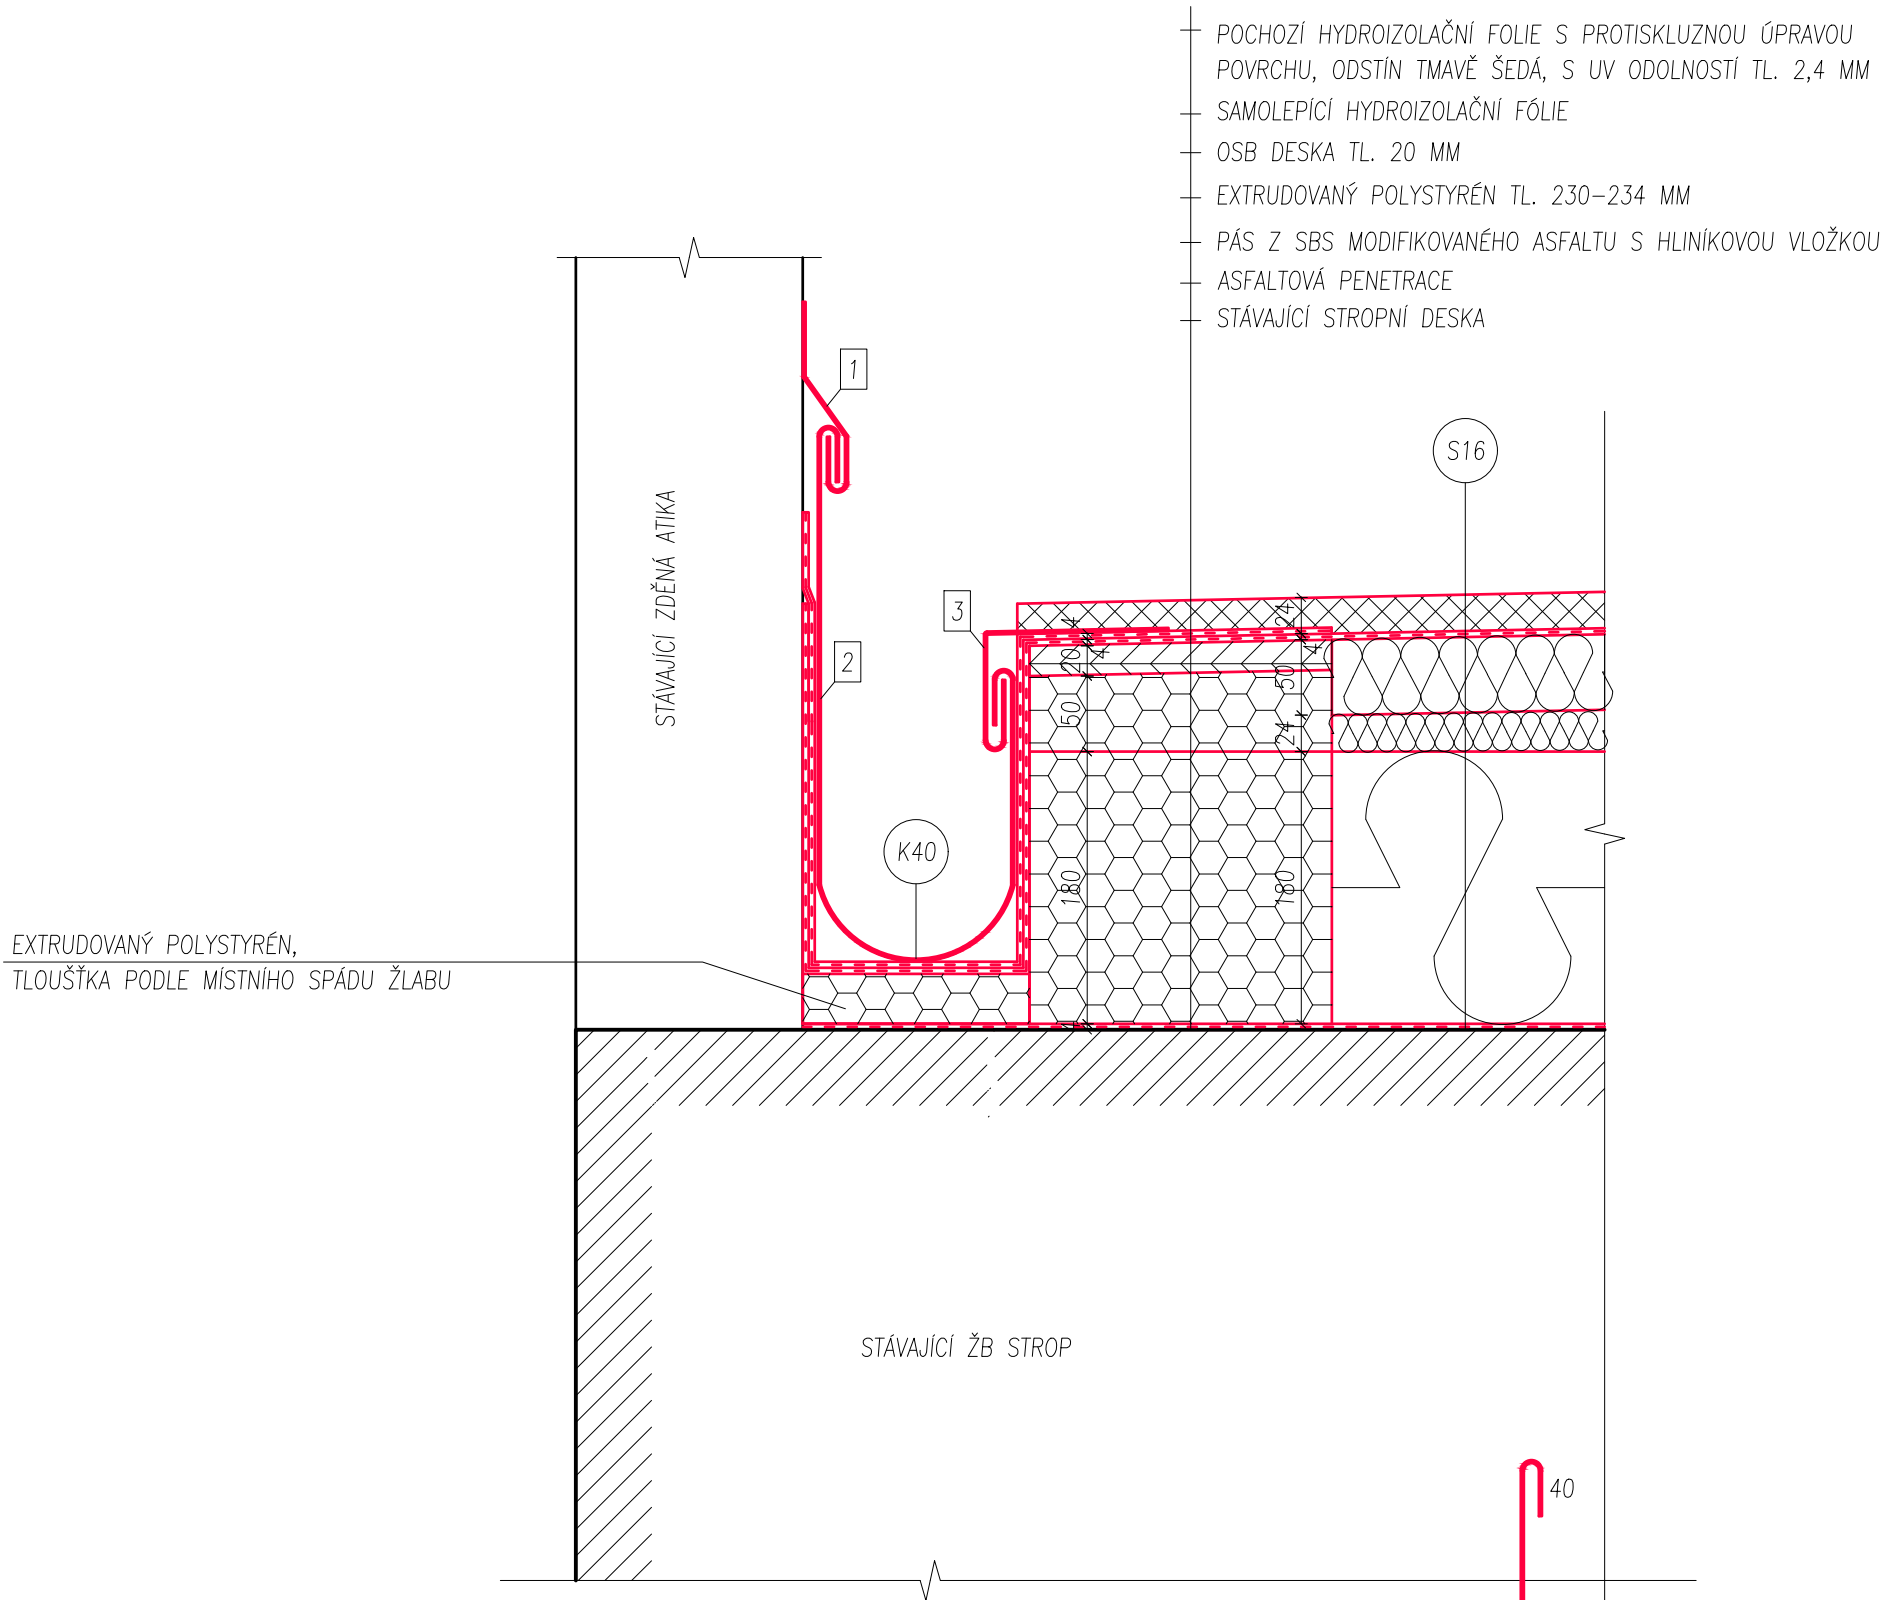 POCHOZÍ HYDROIZOLAČNÍ FOLIE S PROTISKLUZNOU ÚPRAVOU
POVRCHU, ODSTÍN TMAVĚ ŠEDÁ, S UV ODOLNOSTÍ TL. 2,4 MM
SAMOLEPÍCÍ HYDROIZOLAČNÍ FÓLIE
OSB DESKA TL. 20 MM
EXTRUDOVANÝ POLYSTYRÉN TL. 230-234 MM
PÁS Z SBS MODIFIKOVANÉHO ASFALTU S HLINÍKOVOU VLOŽKOU
ASFALTOVÁ PENETRACE
STÁVAJÍCÍ STROPNÍ DESKA
1
S16
STÁVAJÍCÍ ZDĚNÁ ATIKA
3
2
4
24
20
4
4
50
50
24
K40
180
180
EXTRUDOVANÝ POLYSTYRÉN,
TLOUŠŤKA PODLE MÍSTNÍHO SPÁDU ŽLABU
4
STÁVAJÍCÍ ŽB STROP
40